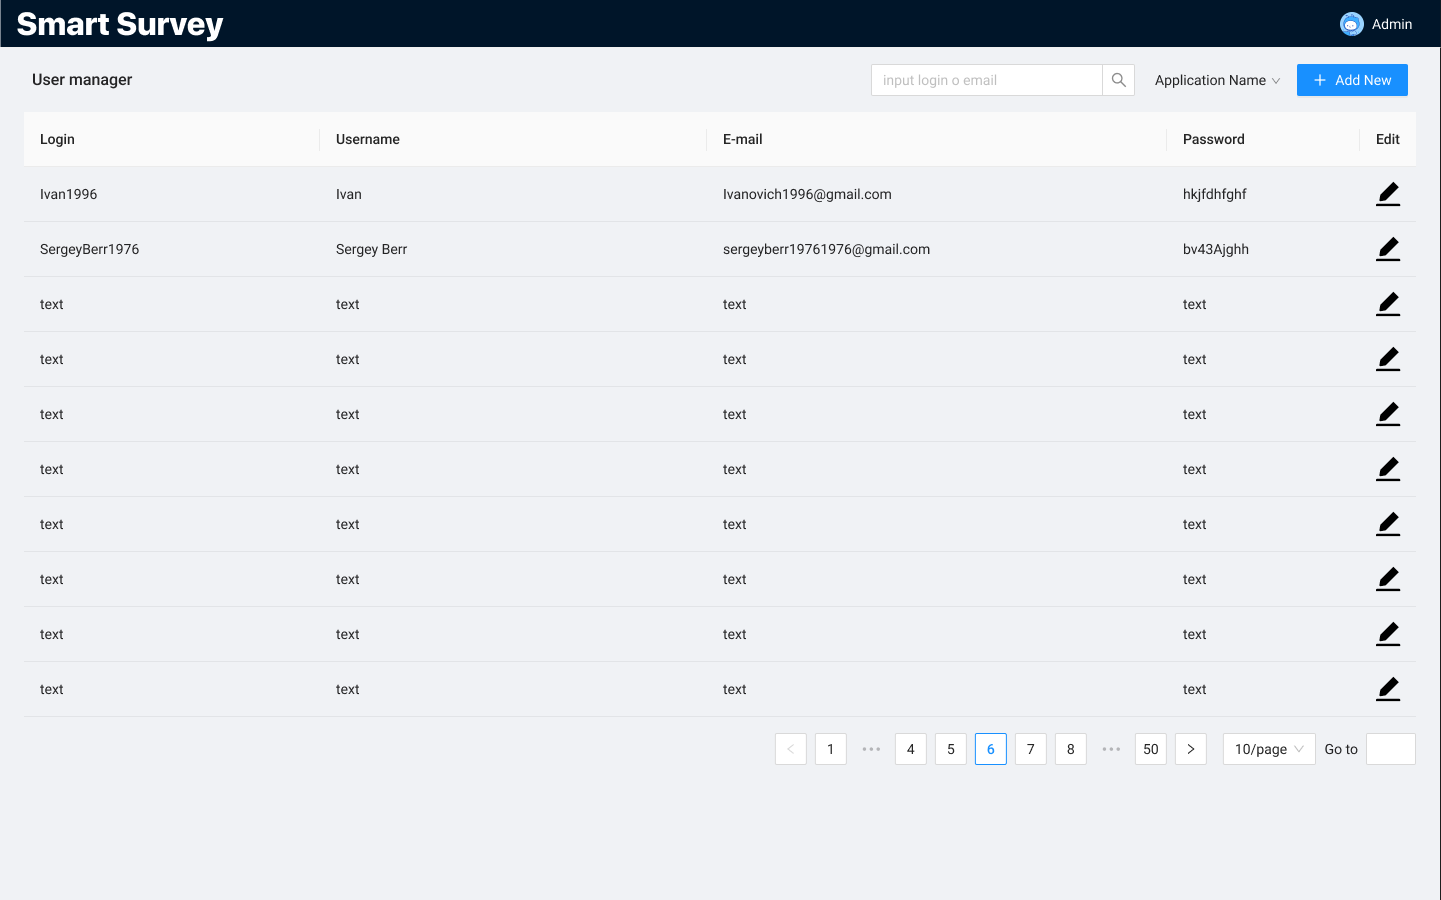 Smart Survey
Admin
User manager
input login o email
Application Name
Add New
Login Username E-mail Password Edit
Ivan1996 Ivan Ivanovich1996@gmail.com hkjfdhfghf
SergeyBerr1976 Sergey Berr sergeyberr19761976@gmail.com bv43Ajghh
text text text text
text text text text
text text text text
text text text text
text text text text
text text text text
text text text text
text text text text
1 ••• 4 5 6 7 8 ••• 50 10/page Go to